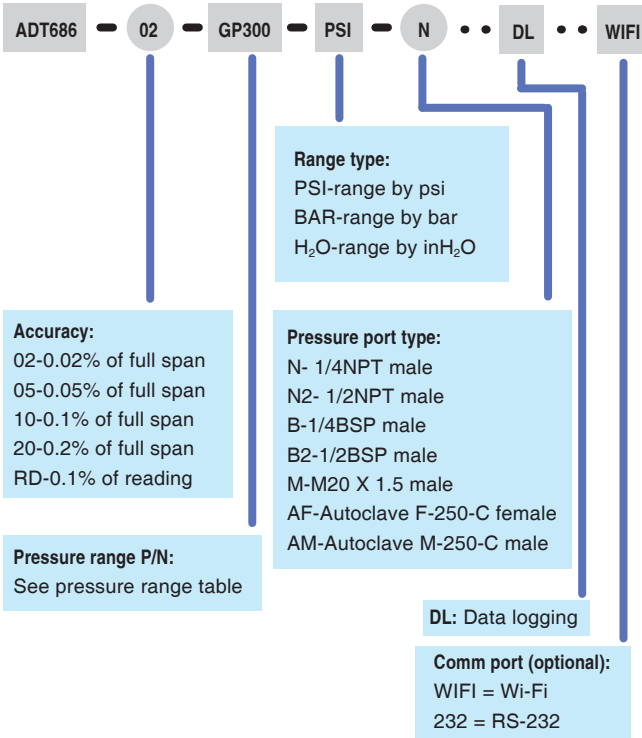 ADT686 - 02 - GP300 - PSI - N •• DL •• WIFI
Range type:
PSI-range by psi
BAR-range by bar
H₂O-range by inH₂O
Accuracy:
02-0.02% of full span
05-0.05% of full span
10-0.1% of full span
20-0.2% of full span
RD-0.1% of reading
Pressure port type:
N- 1/4NPT male
N2- 1/2NPT male
B-1/4BSP male
B2-1/2BSP male
M-M20 X 1.5 male
AF-Autoclave F-250-C female
AM-Autoclave M-250-C male
Pressure range P/N:
See pressure range table
DL: Data logging
Comm port (optional):
WIFI = Wi-Fi
232 = RS-232